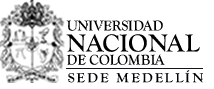 UNIVERSIDAD
NACIONAL
DE COLOMBIA
SEDE MEDELLÍN